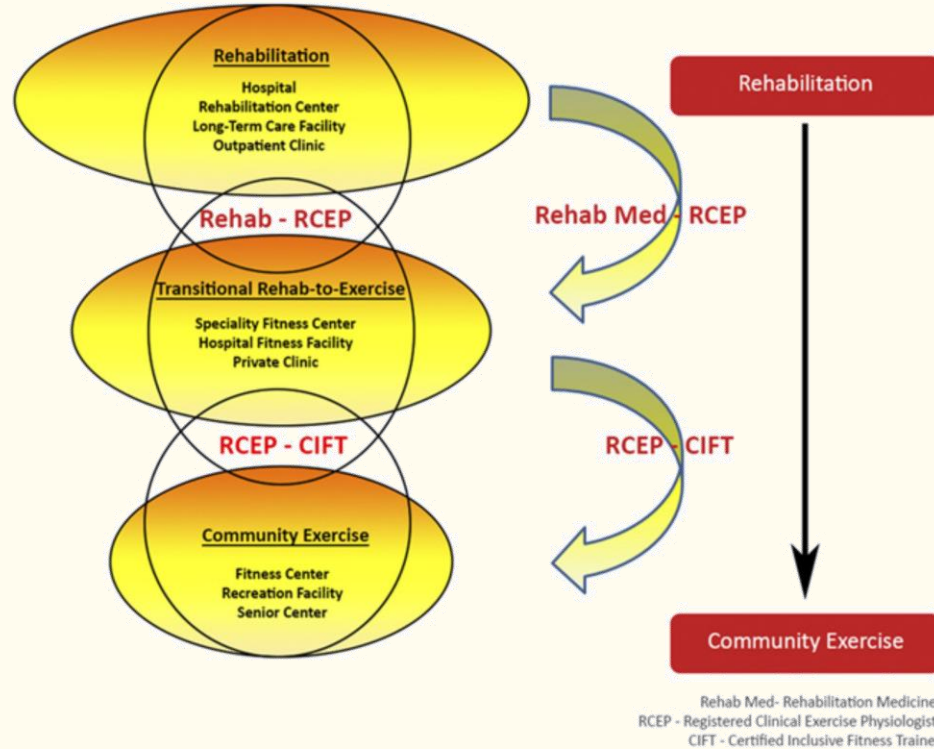 Rehabilitation
Hospital
Rehabilitation Center
Long-Term Care Facility
Outpatient Clinic
Rehab - RCEP
Transitional Rehab-to-Exercise
Speciality Fitness Center
Hospital Fitness Facility
Private Clinic
RCEP - CIFT
Community Exercise
Fitness Center
Recreation Facility
Senior Center
Rehab Med - RCEP
RCEP - CIFT
Rehabilitation
Community Exercise
Rehab Med- Rehabilitation Medicine
RCEP - Registered Clinical Exercise Physiologist
CIFT - Certified Inclusive Fitness Traine